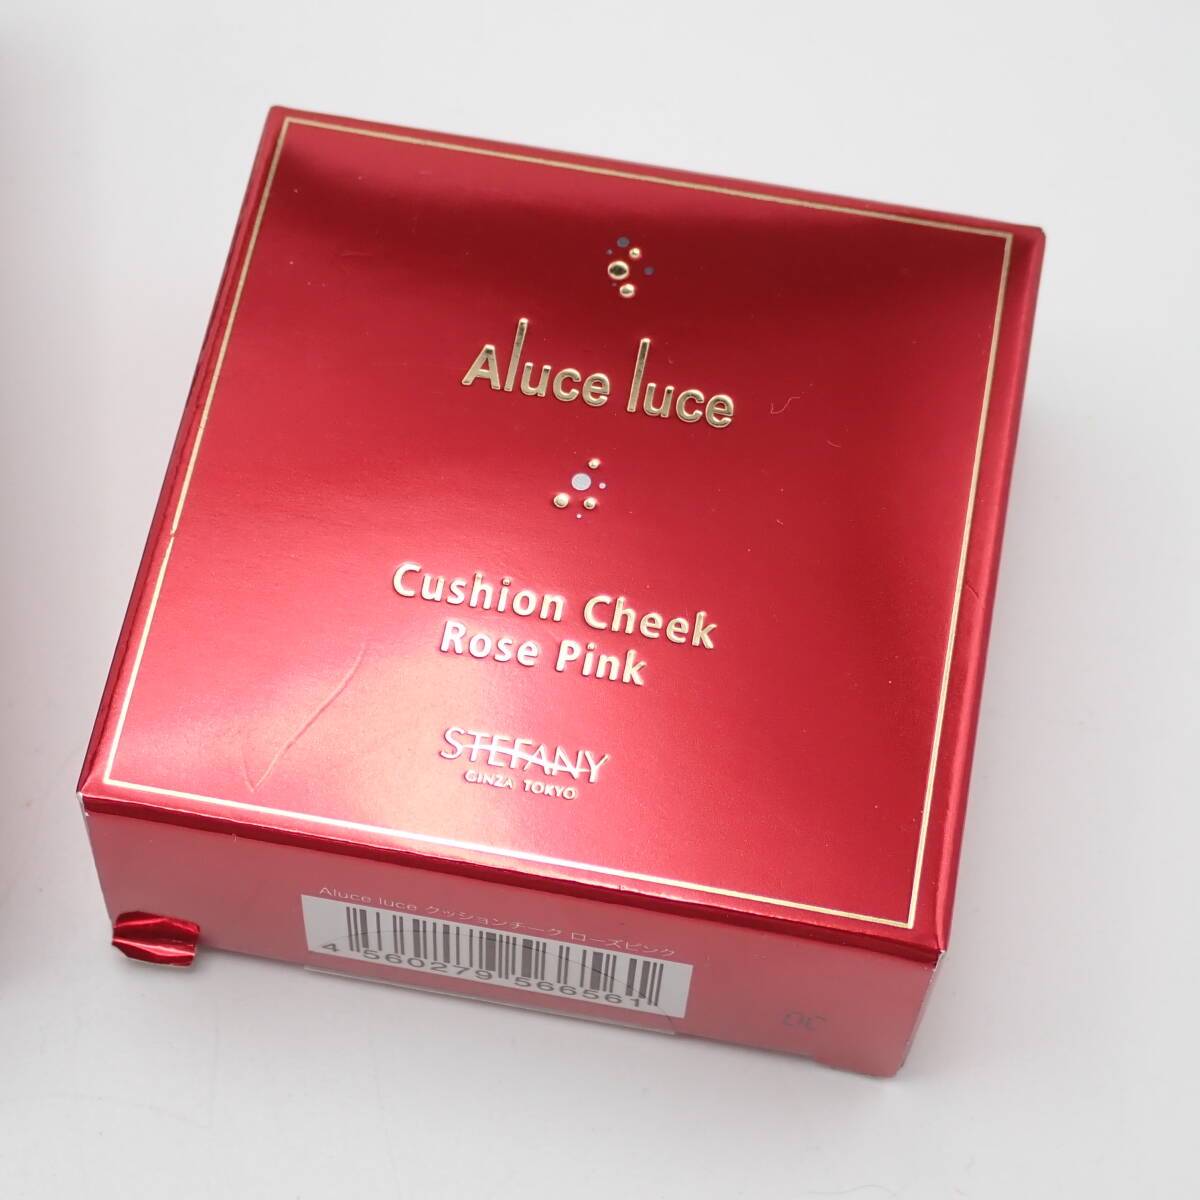 Aluce luce
Cushion Cheek
Rose Pink
STEFANY
GINZA TOKYO
Aluce luce クッションチーク ローズピンク
4 560279 566561